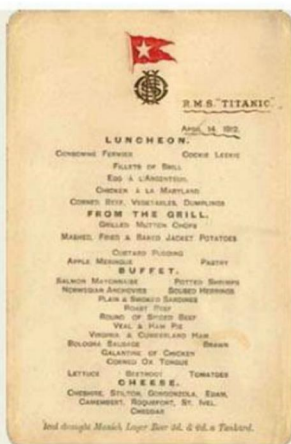 R.M.S. "TITANIC"
APRIL 14, 1912.
LUNCHEON.
CONSOMMÉ FERMIER COCKIE LEEKIE
FILLETS OF BRILL
EGG À L'ARGENTEUIL
CHICKEN À LA MARYLAND
CORNED BEEF, VEGETABLES, DUMPLINGS
FROM THE GRILL.
GRILLED MUTTON CHOPS
MASHED, FRIED & BAKED JACKET POTATOES
CUSTARD PUDDING
APPLE MERINGUE PASTRY
BUFFET.
SALMON MAYONNAISE POTTED SHRIMPS
NORWEGIAN ANCHOVIES SOUSED HERRINGS
PLAIN & SMOKED SARDINES
ROAST BEEF
ROUND OF SPICED BEEF
VEAL & HAM PIE
VIRGINIA & CUMBERLAND HAM
BOLOGNA SAUSAGE BRAWN
GALANTINE OF CHICKEN
CORNED OX TONGUE
LETTUCE BEETROOT TOMATOES
CHEESE.
CHESHIRE, STILTON, GORGONZOLA, EDAM,
CAMEMBERT, ROQUEFORT, ST. IVEL.
CHEDDAR
Iced draught Munich Lager Beer 3d. & 6d. a Tankard.